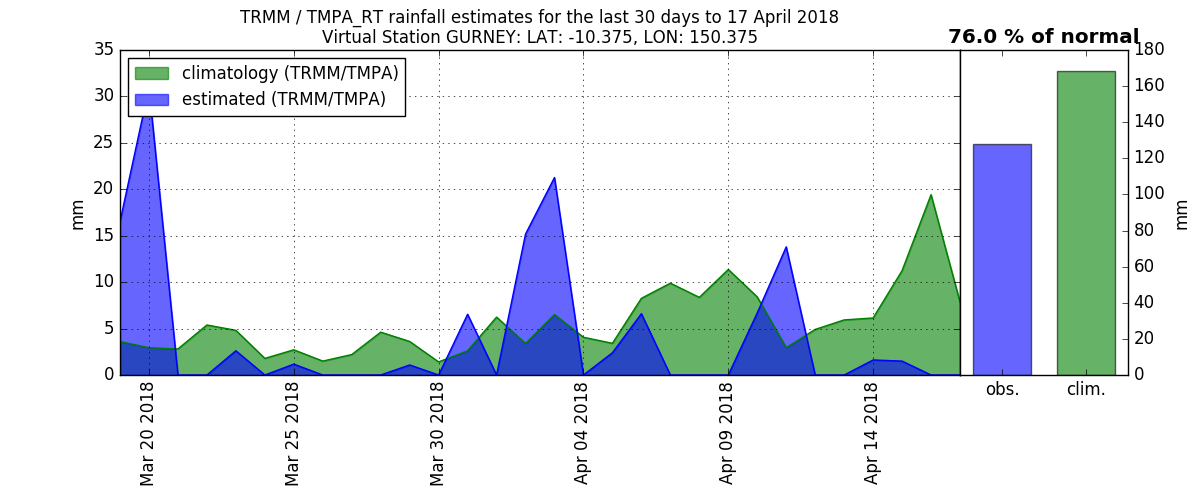 TRMM / TMPA_RT rainfall estimates for the last 30 days to 17 April 2018
Virtual Station GURNEY: LAT: -10.375, LON: 150.375
76.0 % of normal
climatology (TRMM/TMPA)
estimated (TRMM/TMPA)
35
30
25
20
15
10
5
0
mm
Mar 20 2018
Mar 25 2018
Mar 30 2018
Apr 04 2018
Apr 09 2018
Apr 14 2018
180
160
140
120
100
80
60
40
20
0
mm
obs.
clim.